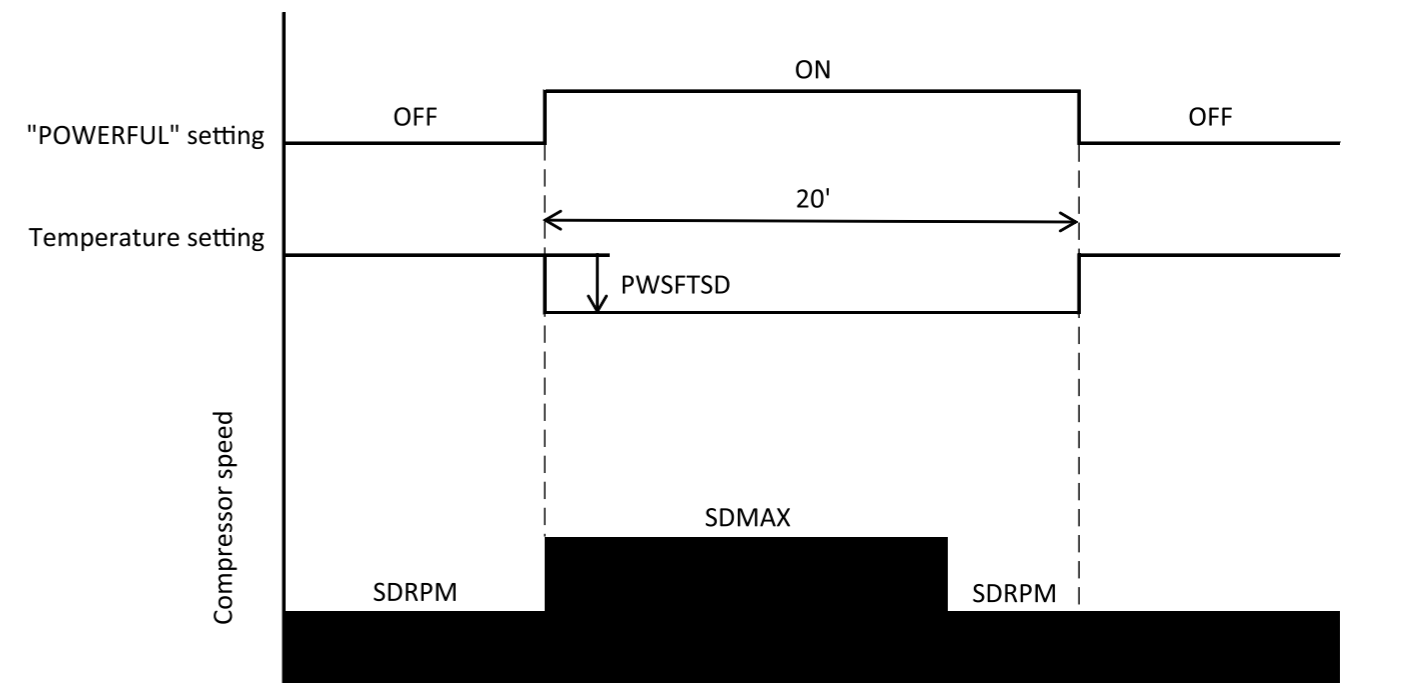 ON
OFF
OFF
"POWERFUL" setting
20'
Temperature setting
PWSFTSD
Compressor speed
SDMAX
SDRPM
SDRPM